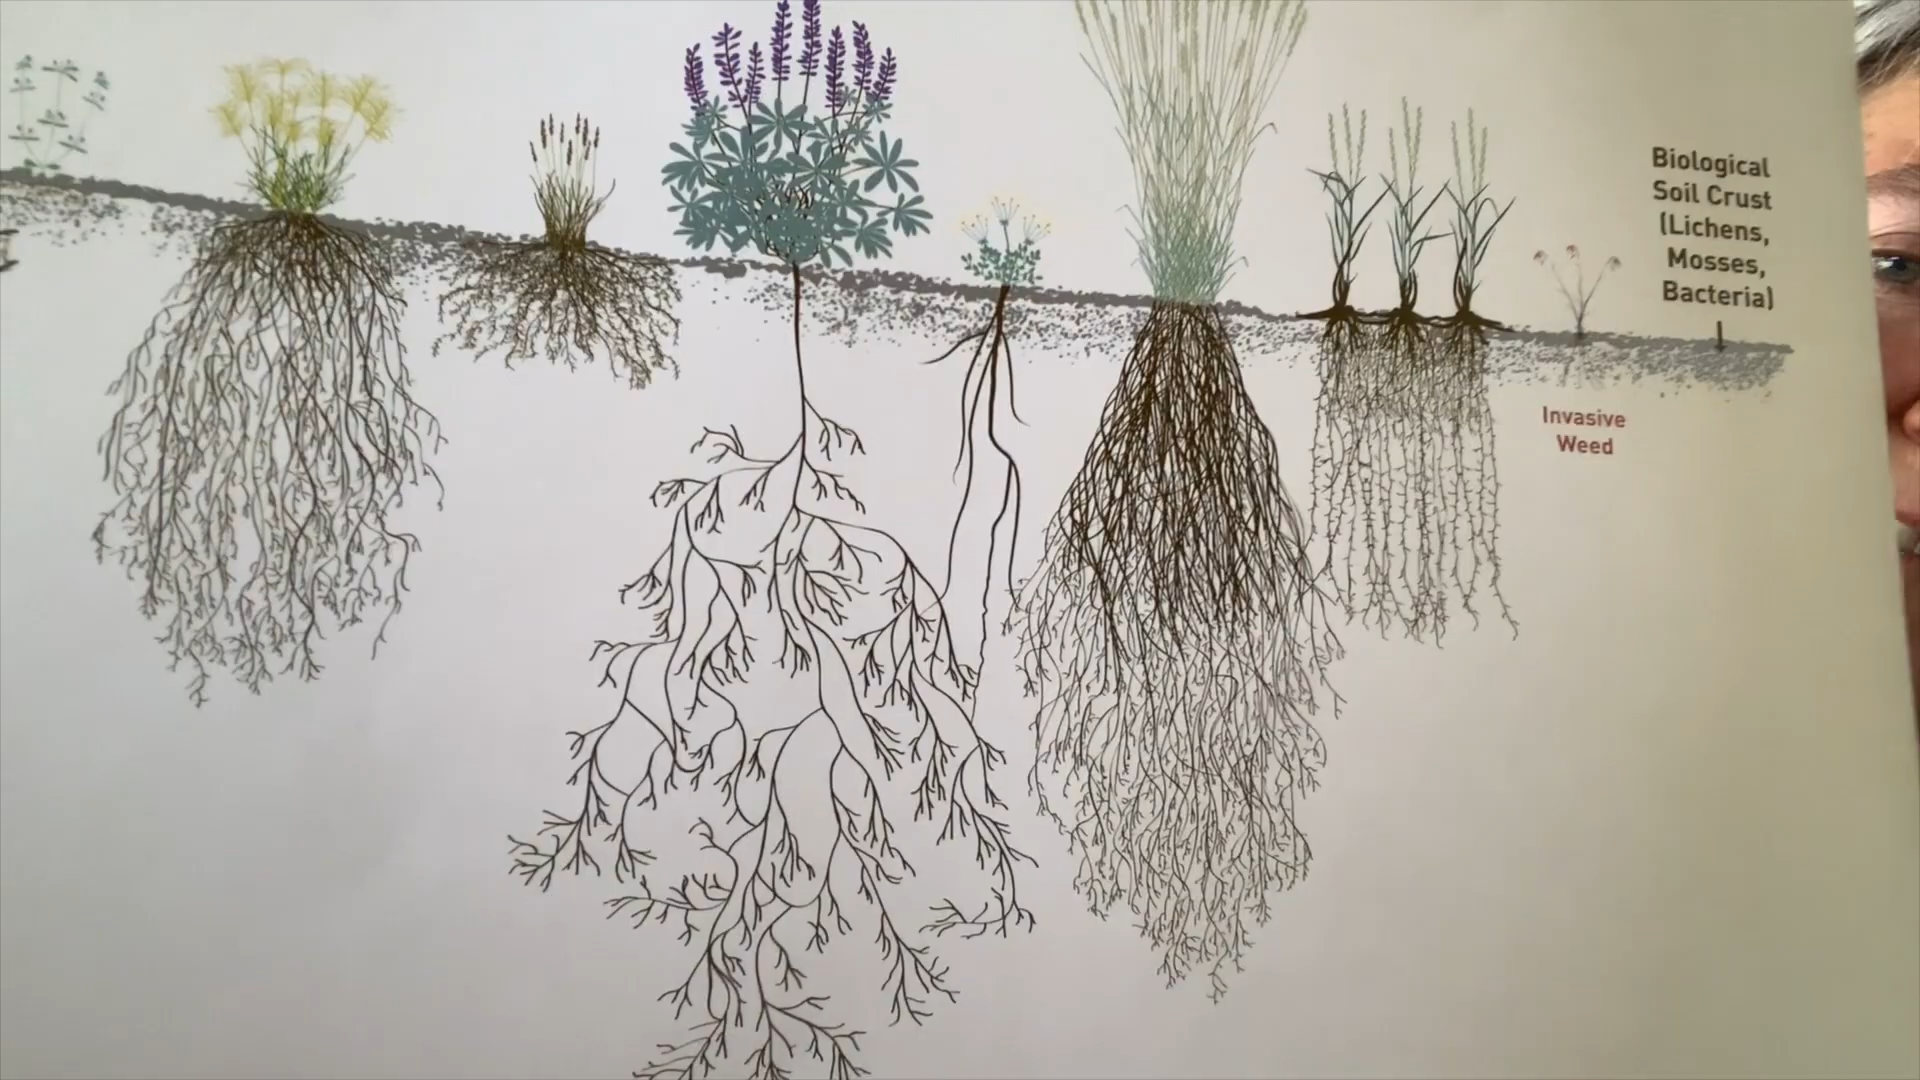 Biological
Soil Crust
(Lichens,
Mosses,
Bacteria)
Invasive
Weed